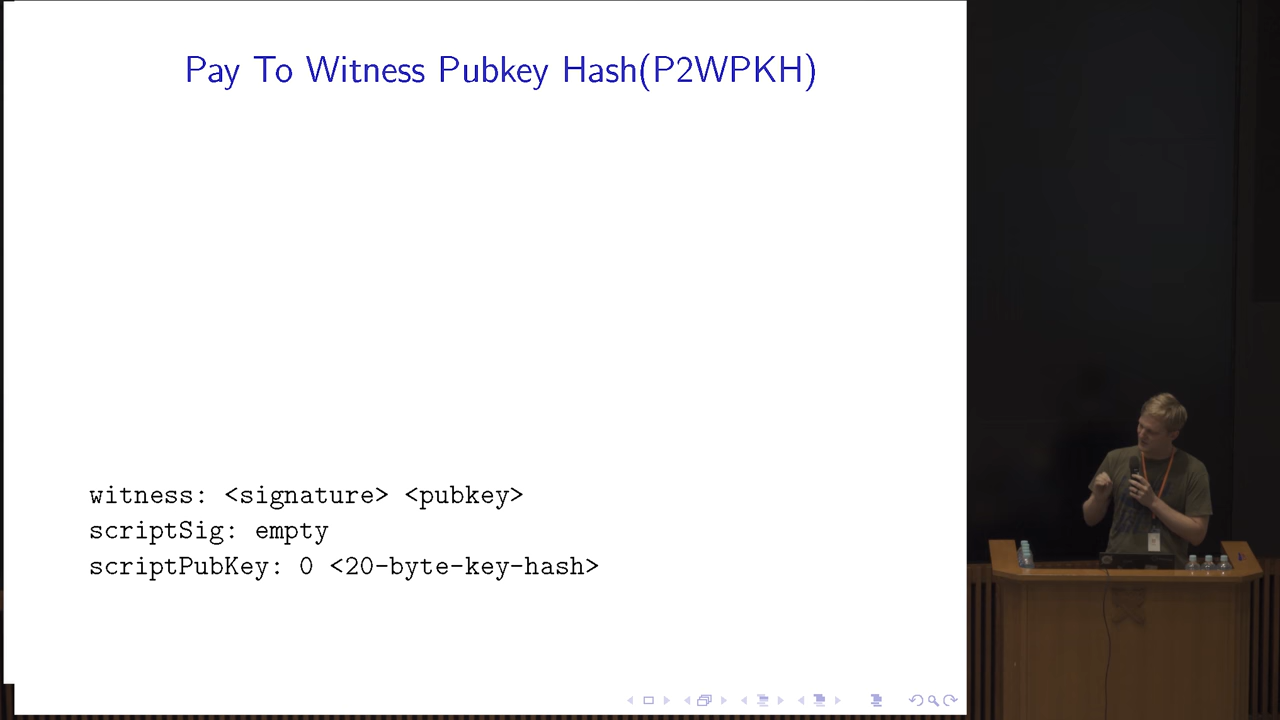 Pay To Witness Pubkey Hash(P2WPKH)
witness: <signature> <pubkey>
scriptSig: empty
scriptPubKey: 0 <20-byte-key-hash>